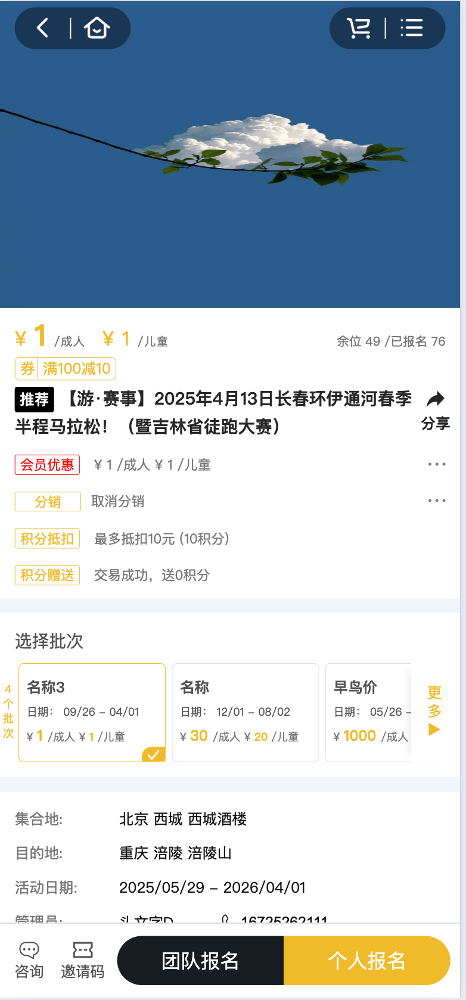 ¥ 1 /成人 ¥ 1 /儿童 余位 49 /已报名 76
券 满100减10
推荐 【游·赛事】2025年4月13日长春环伊通河春季
半程马拉松！（暨吉林省徒跑大赛）
分享
会员优惠 ¥ 1 /成人 ¥ 1 /儿童 ···
分销 取消分销 ···
积分抵扣 最多抵扣10元 (10积分)
积分赠送 交易成功，送0积分
选择批次
4个批次
名称3
日期： 09/26 - 04/01
¥ 1 /成人 ¥ 1 /儿童
名称
日期： 12/01 - 08/02
¥ 30 /成人 ¥ 20 /儿童
早鸟价
日期： 05/26 -
¥ 1000 /成人
更多
集合地: 北京 西城 西城酒楼
目的地: 重庆 涪陵 涪陵山
活动日期: 2025/05/29 - 2026/04/01
管理员: 头文字D 16725262111
咨询 邀请码 团队报名 个人报名